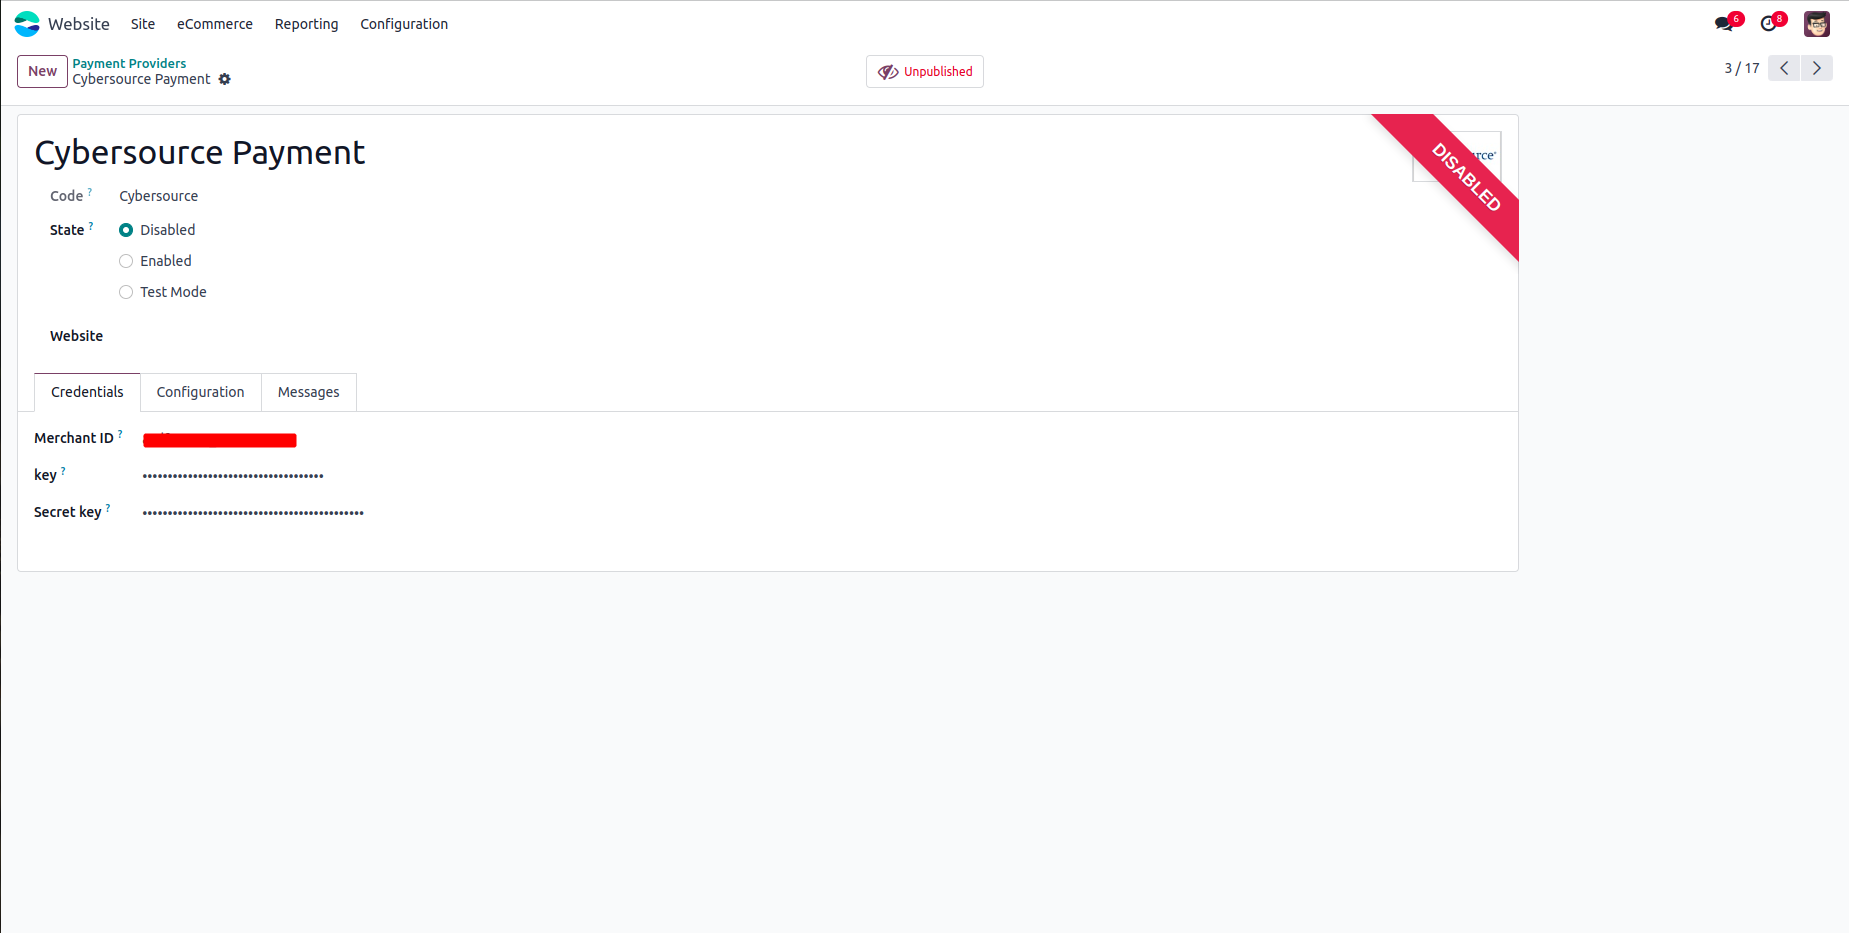 Website Site eCommerce Reporting Configuration 6 8
New Payment Providers
Cybersource Payment
Unpublished
3 / 17
Cybersource Payment
DISABLED
Code ? Cybersource
State ? Disabled
Enabled
Test Mode
Website
Credentials Configuration Messages
Merchant ID ?
key ?
Secret key ?